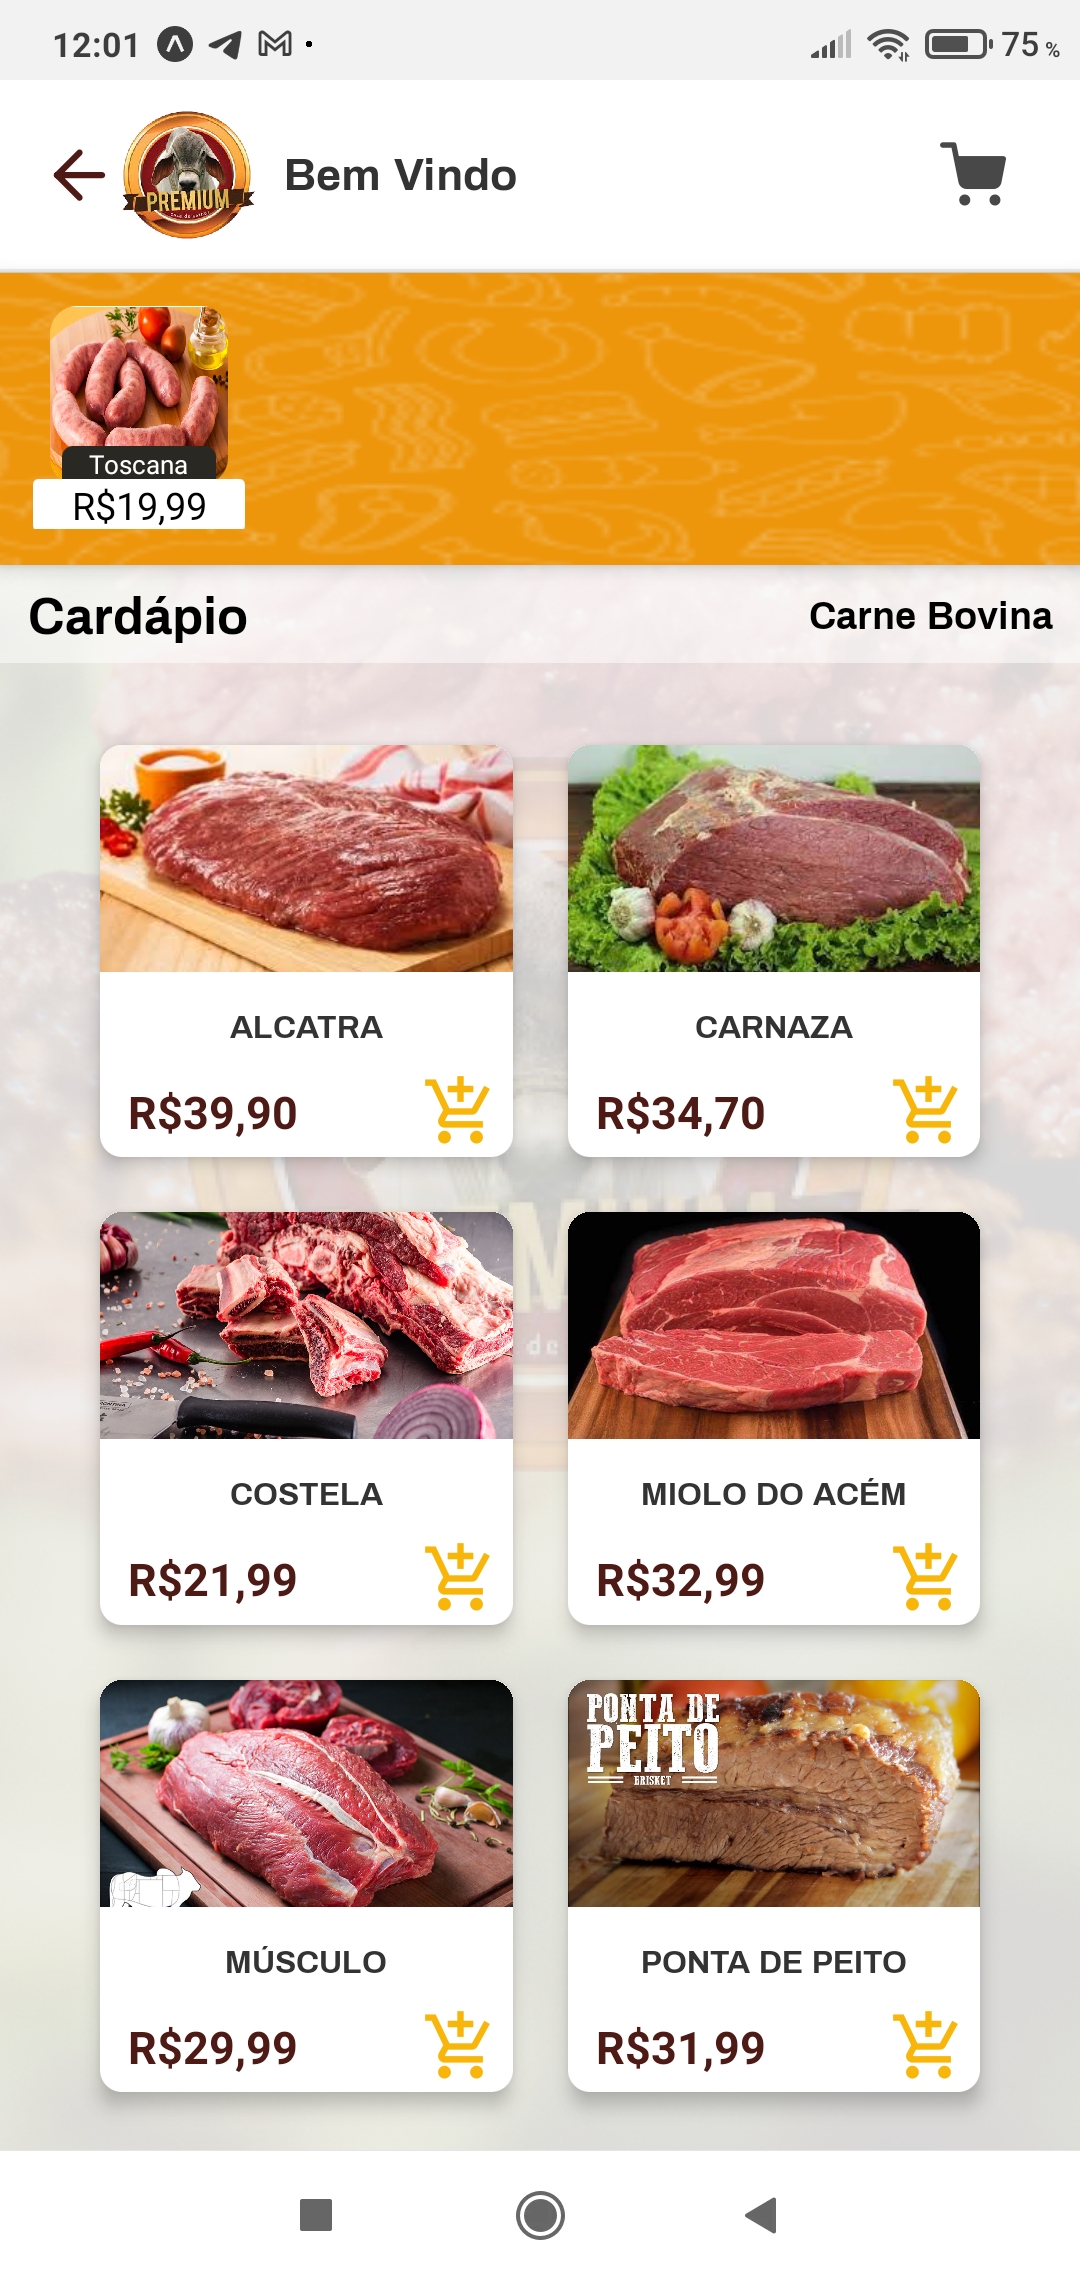 12:01
75 %
PREMIUM
Bem Vindo
Toscana
R$19,99
Cardápio
Carne Bovina
ALCATRA
CARNAZA
R$39,90
R$34,70
COSTELA
MIOLO DO ACÉM
R$21,99
R$32,99
PONTA DE
PEITO
BRISKET
MÚSCULO
PONTA DE PEITO
R$29,99
R$31,99